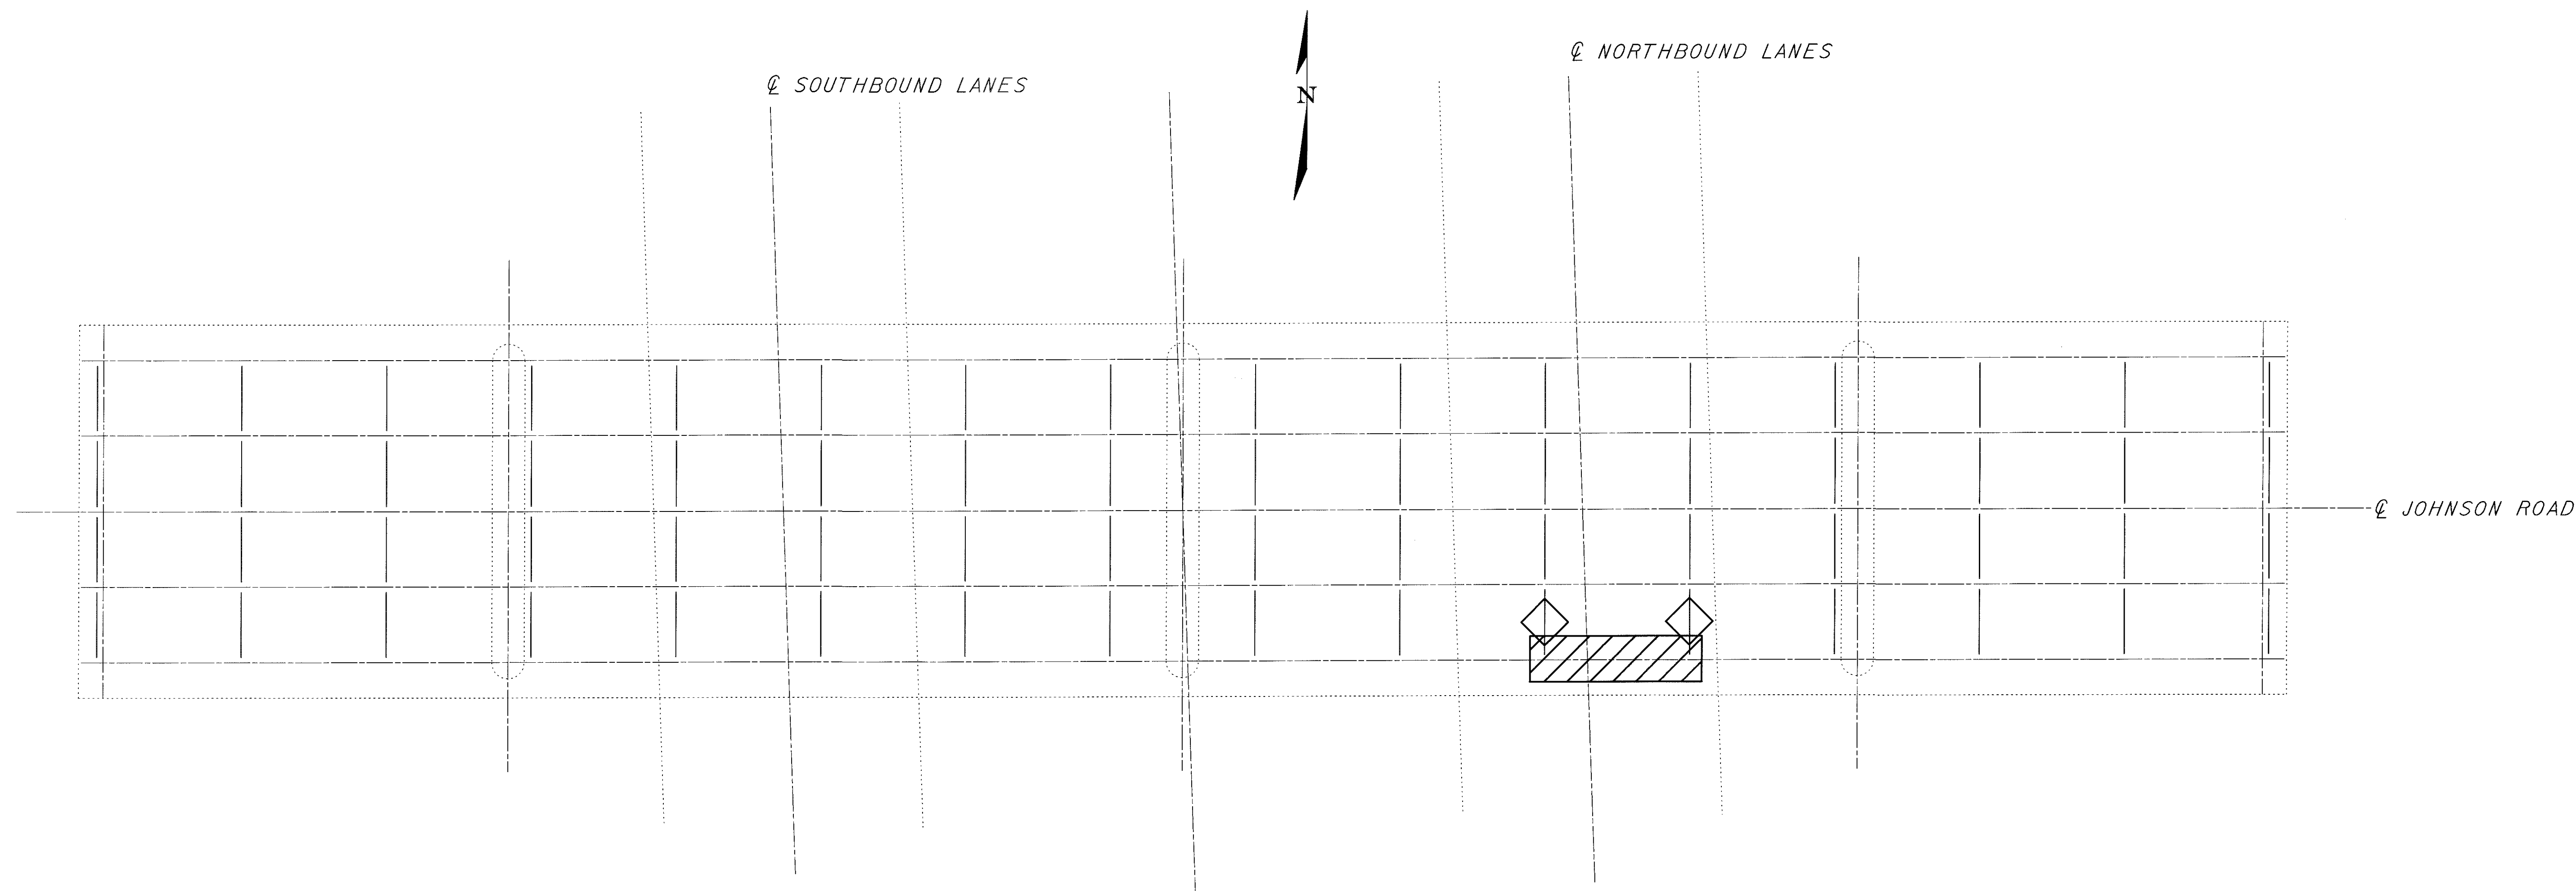 ℄ NORTHBOUND LANES
℄ SOUTHBOUND LANES
N
℄ JOHNSON ROAD